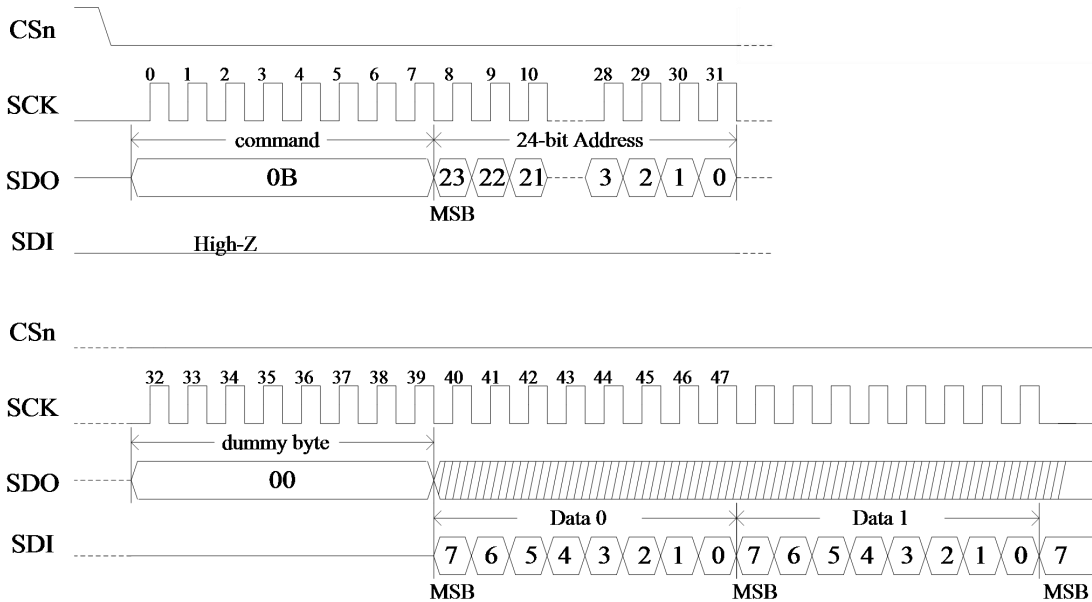 CSn
0 1 2 3 4 5 6 7 8 9 10 28 29 30 31
SCK
command 24-bit Address
SDO 0B 23 22 21 3 2 1 0
MSB
SDI High-Z
CSn
32 33 34 35 36 37 38 39 40 41 42 43 44 45 46 47
SCK
dummy byte
SDO 00
Data 0 Data 1
SDI 7 6 5 4 3 2 1 0 7 6 5 4 3 2 1 0 7
MSB MSB MSB